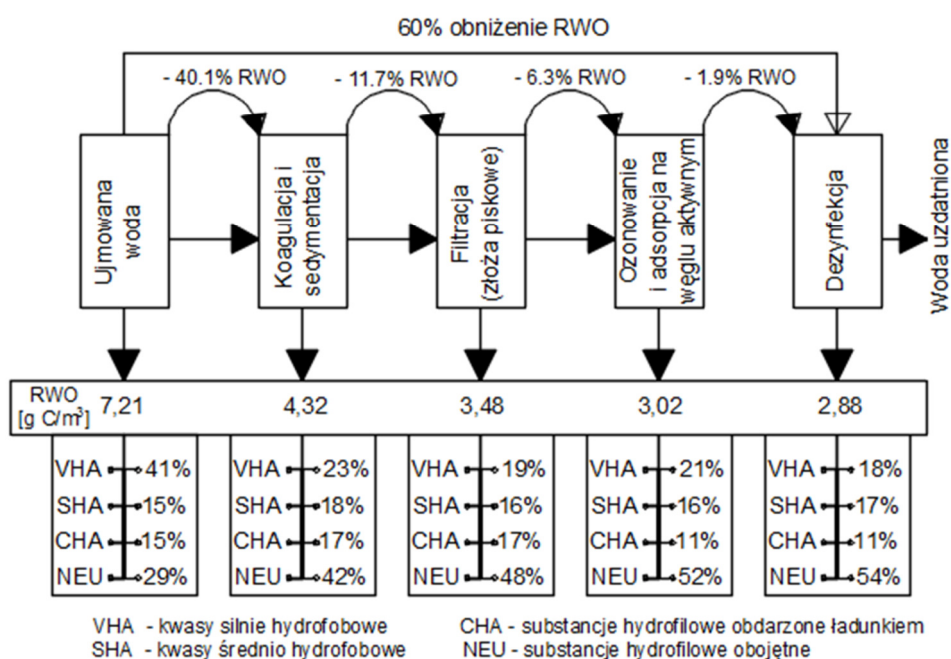 60% obniżenie RWO
- 40.1% RWO
- 11.7% RWO
- 6.3% RWO
- 1.9% RWO
Ujmowana
woda
Koagulacja i
sedymentacja
Filtracja
(złoża piskowe)
Ozonowanie
i adsorpcja na
węglu aktywnym
Dezynfekcja
Woda uzdatniona
RWO
[g C/m³]
7,21
4,32
3,48
3,02
2,88
VHA 41%
SHA 15%
CHA 15%
NEU 29%
VHA 23%
SHA 18%
CHA 17%
NEU 42%
VHA 19%
SHA 16%
CHA 17%
NEU 48%
VHA 21%
SHA 16%
CHA 11%
NEU 52%
VHA 18%
SHA 17%
CHA 11%
NEU 54%
VHA - kwasy silnie hydrofobowe
SHA - kwasy średnio hydrofobowe
CHA - substancje hydrofilowe obdarzone ładunkiem
NEU - substancje hydrofilowe obojętne